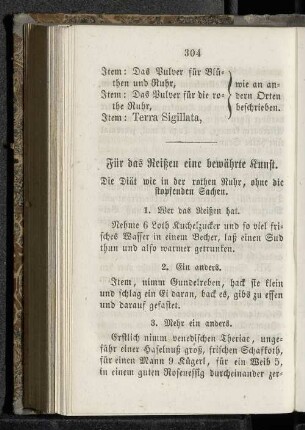 304
Item: Das Pulver für Blü-
then und Ruhr,
Item: Das Pulver für die ro-
the Ruhr,
Item: Terra Sigillata,
wie an an-
dern Orten
beschrieben.
Für das Reißen eine bewährte Kunst.
Die Diät wie in der rothen Ruhr, ohne die
stopfenden Sachen.
1. Wer das Reißen hat.
Nehme 6 Loth Kuchelzucker und so viel fri-
sches Wasser in einem Becher, laß einen Sud
thun und also warmer getrunken.
2. Ein anders.
Item, nimm Gundelreben, hack sie klein
und schlag ein Ei daran, back es, gibs zu essen
und darauf gefastet.
3. Mehr ein anders.
Erstlich nimm venedischen Theriac, unge-
fähr einer Haselnuß groß, frischen Schafkoth,
für einen Mann 9 Kügerl, für ein Weib 5,
in einem guten Rosenessig durcheinander zer-